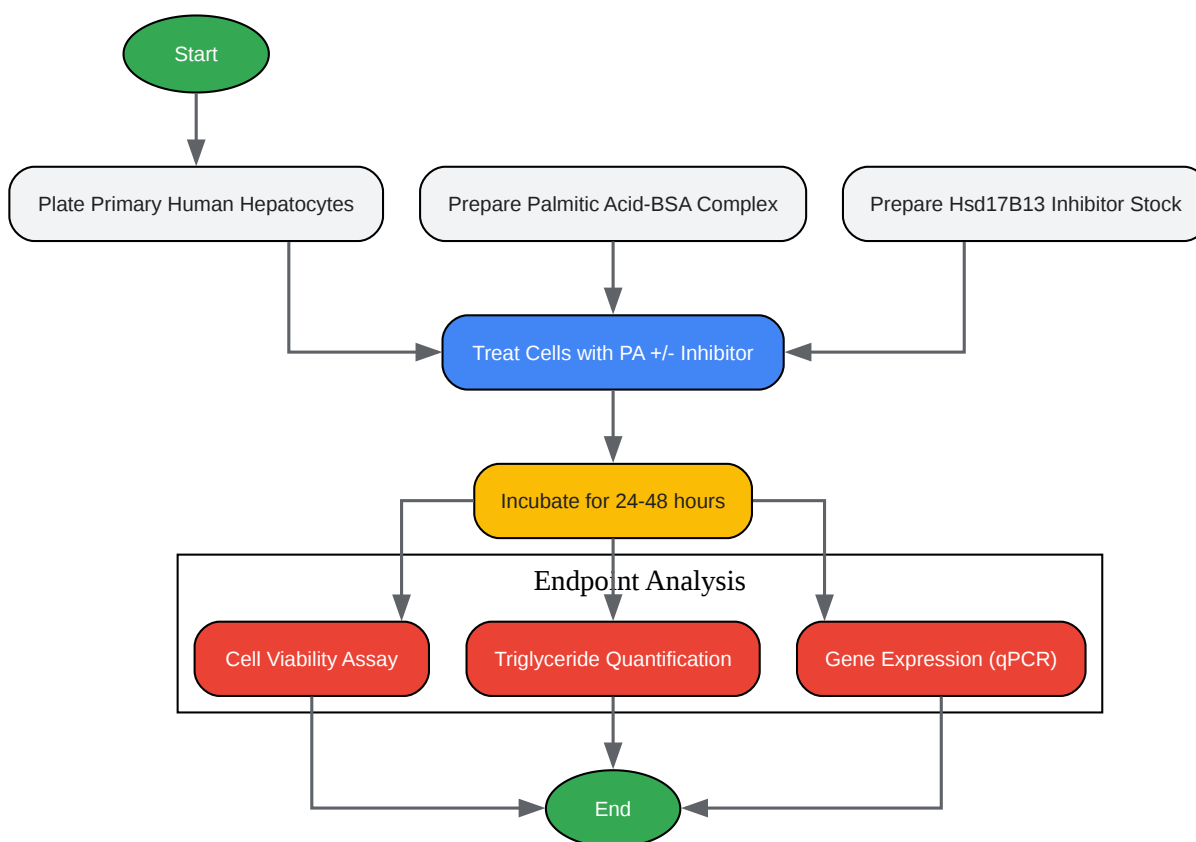 Start
Plate Primary Human Hepatocytes
Prepare Palmitic Acid-BSA Complex
Prepare Hsd17B13 Inhibitor Stock
Treat Cells with PA +/- Inhibitor
Incubate for 24-48 hours
Endpoint Analysis
Cell Viability Assay
Triglyceride Quantification
Gene Expression (qPCR)
End